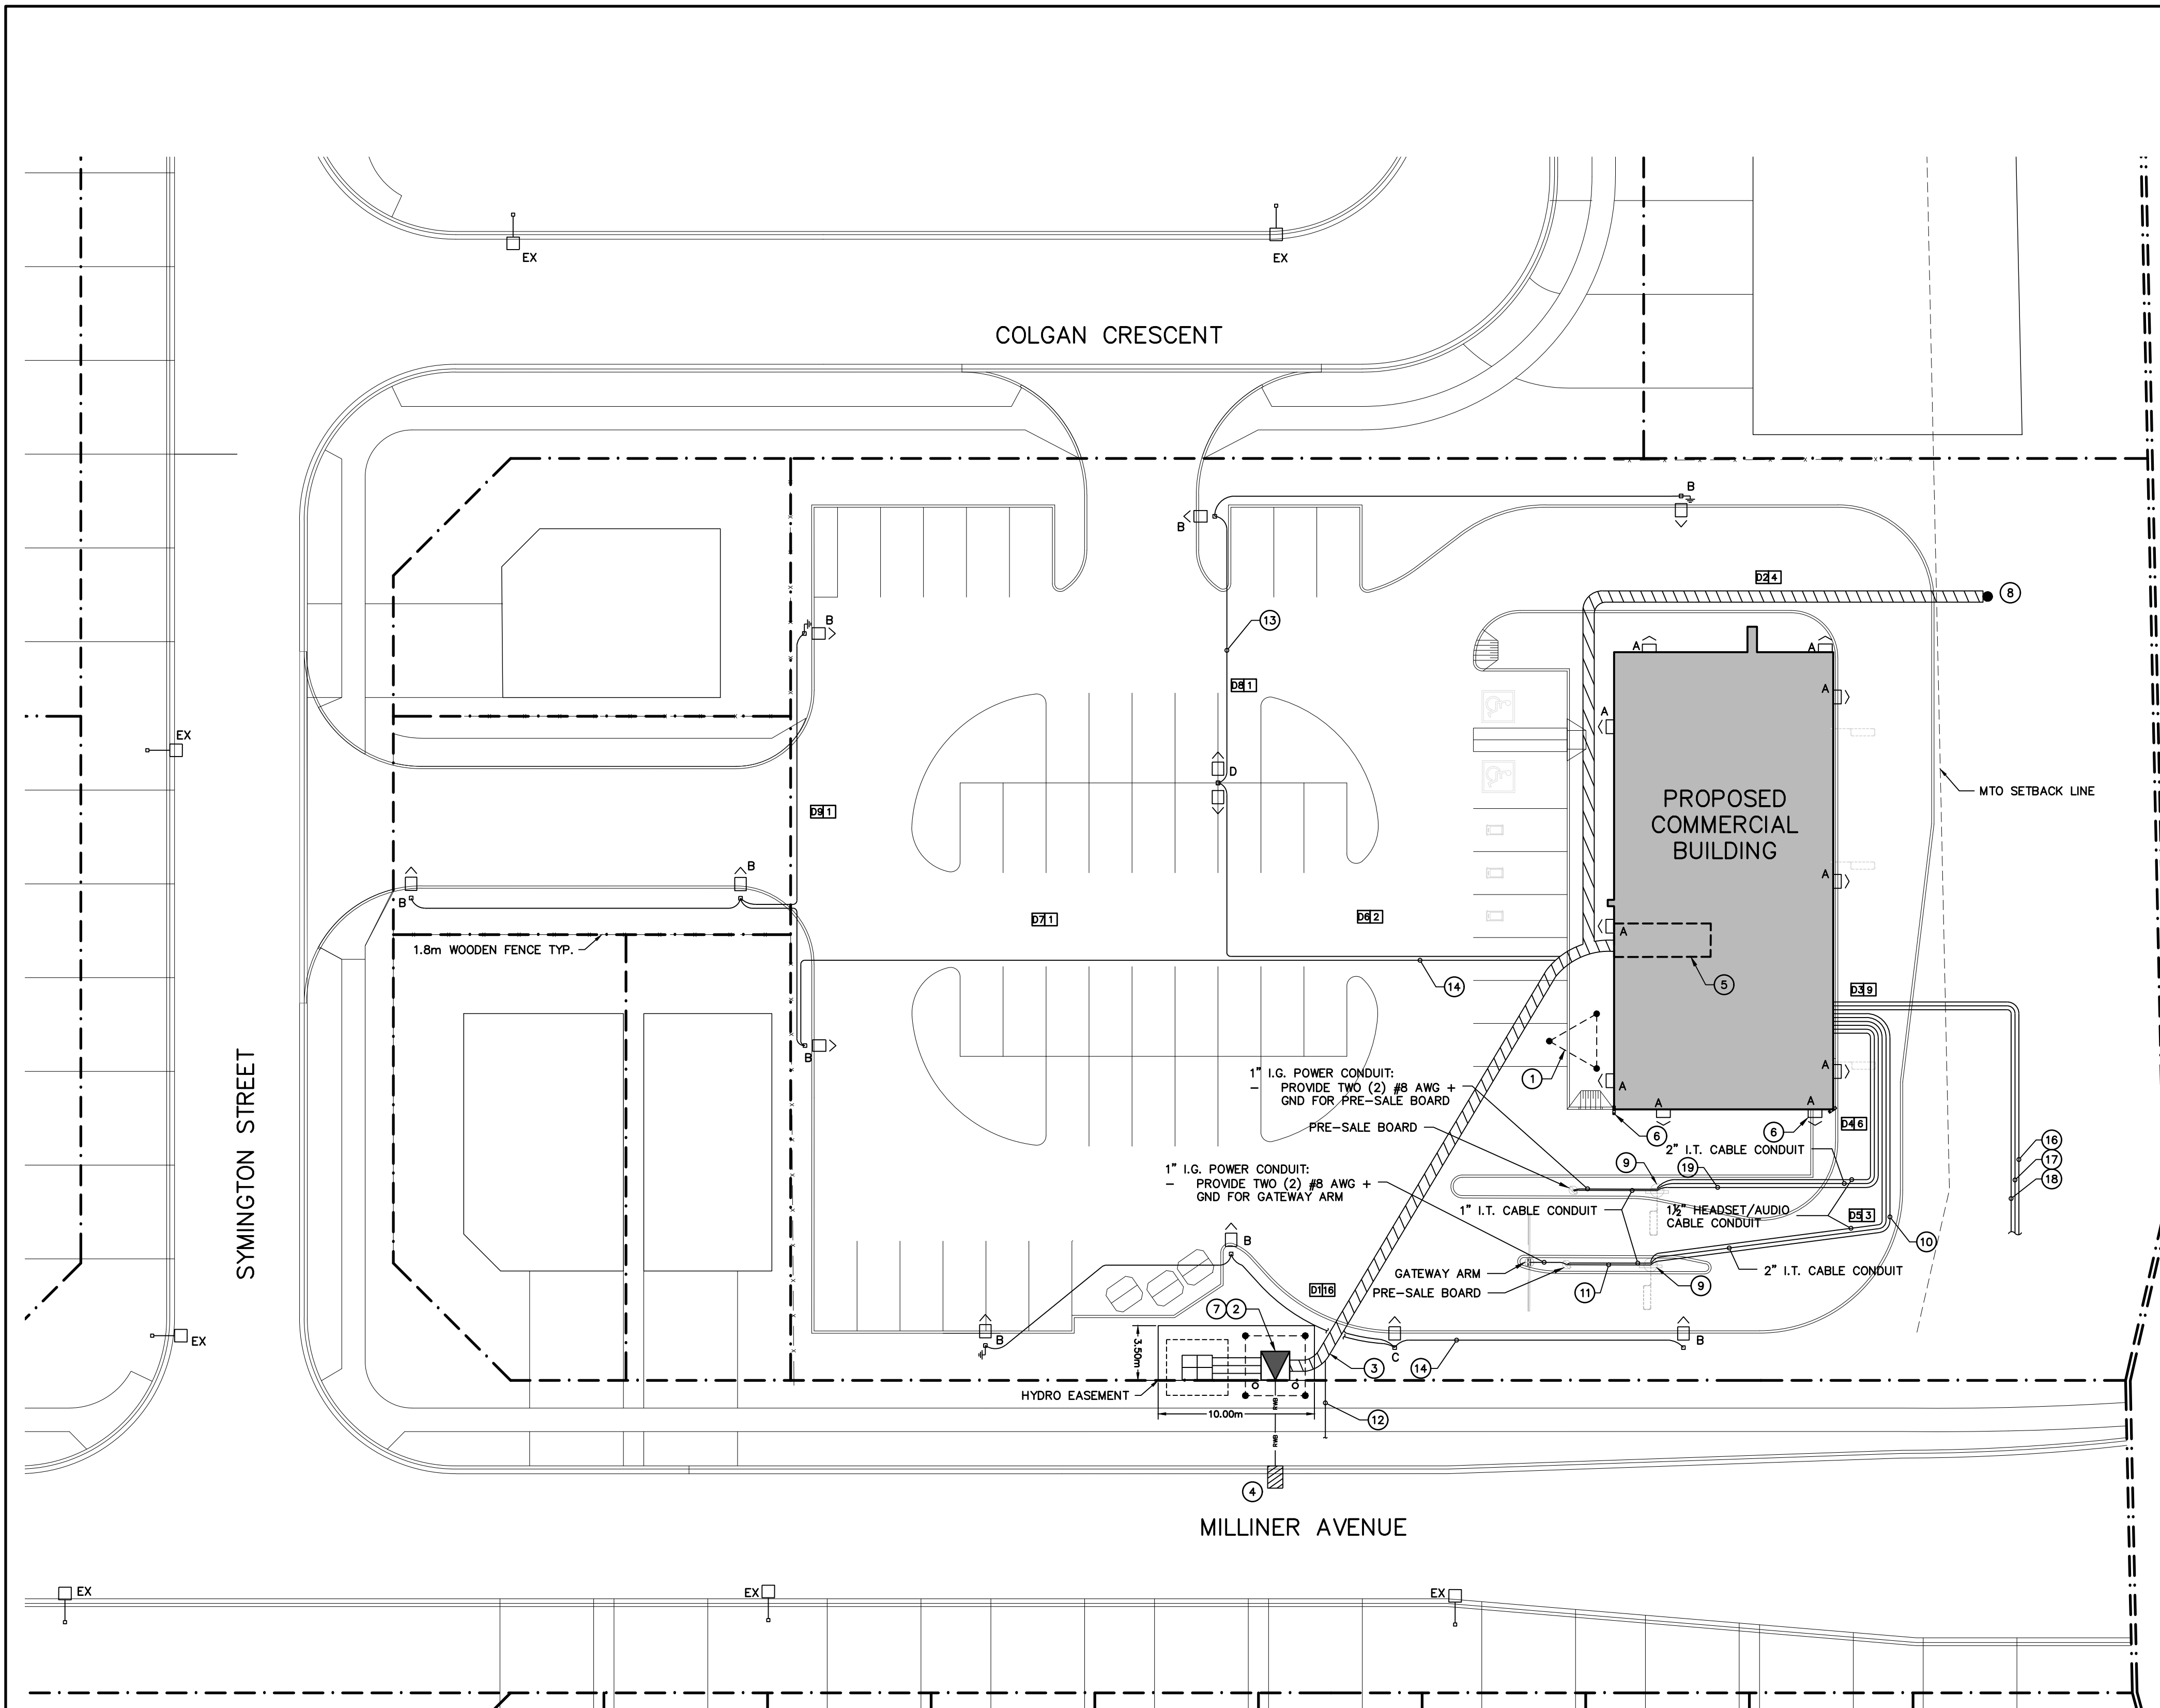 EX
EX
COLGAN CRESCENT
B
B
D2 4
8
13
B
A
A
D8 1
A
A
EX
D
MTO SETBACK LINE
PROPOSED
COMMERCIAL
BUILDING
D9 1
B
A
B
D7 1
D6 2
A
1.8m WOODEN FENCE TYP.
5
14
D3 9
B
1
A
A
1" I.G. POWER CONDUIT:
- PROVIDE TWO (2) #8 AWG +
GND FOR PRE-SALE BOARD
A
A
PRE-SALE BOARD
6
6
D4 6
2" I.T. CABLE CONDUIT
16
17
18
9
19
1" I.G. POWER CONDUIT:
- PROVIDE TWO (2) #8 AWG +
GND FOR GATEWAY ARM
SYMINGTON STREET
1" I.T. CABLE CONDUIT
1½" HEADSET/AUDIO
CABLE CONDUIT
D5 3
10
B
GATEWAY ARM
2" I.T. CABLE CONDUIT
PRE-SALE BOARD
11
9
D1 16
7
2
EX
B
B
C
3.50m
3
14
HYDRO EASEMENT
10.00m
RWB
12
RWB
4
MILLINER AVENUE
EX
EX
EX